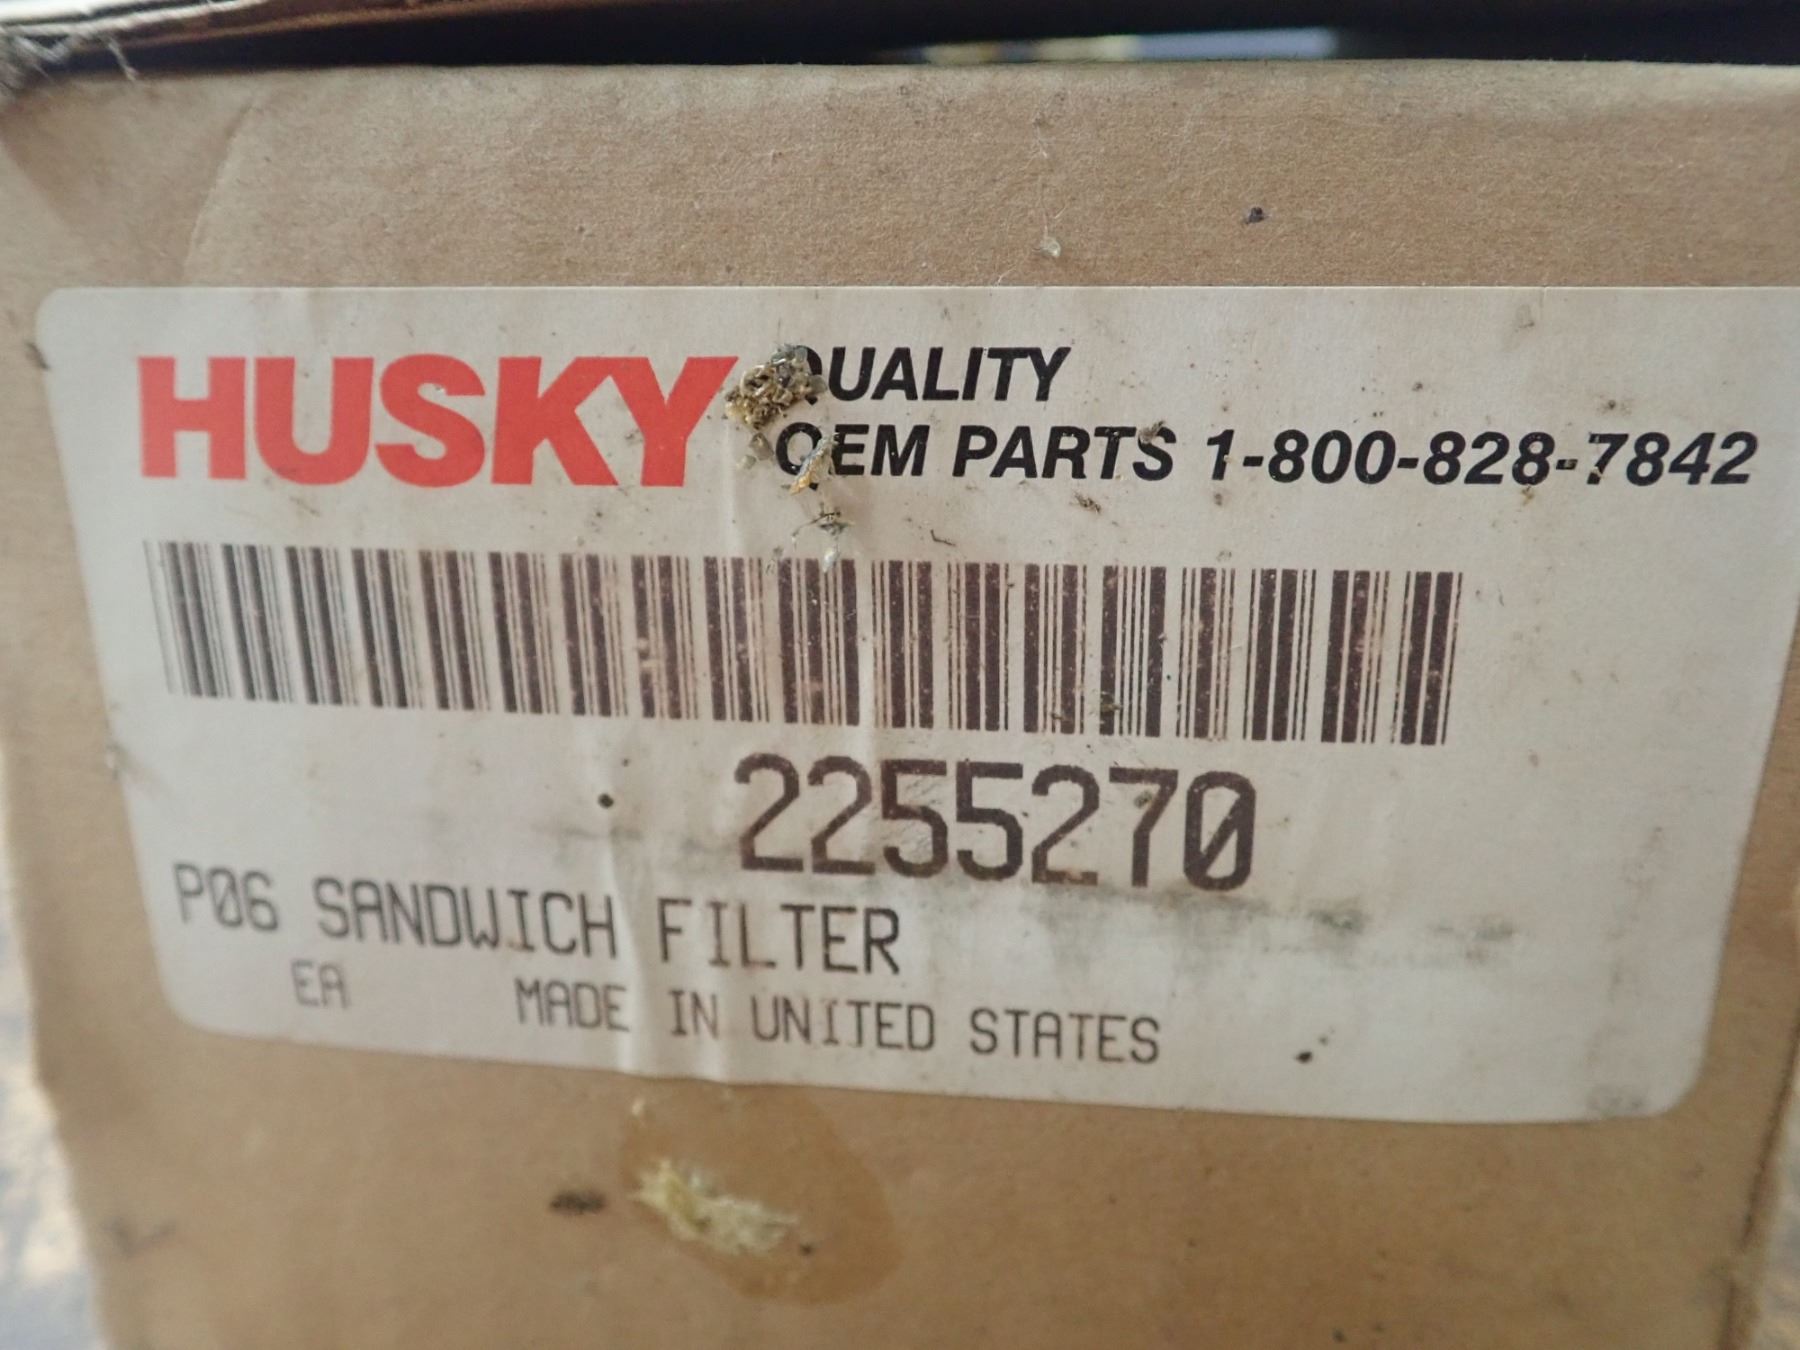 HUSKY QUALITY
OEM PARTS 1-800-828-7842
2255270
P06 SANDWICH FILTER
EA MADE IN UNITED STATES